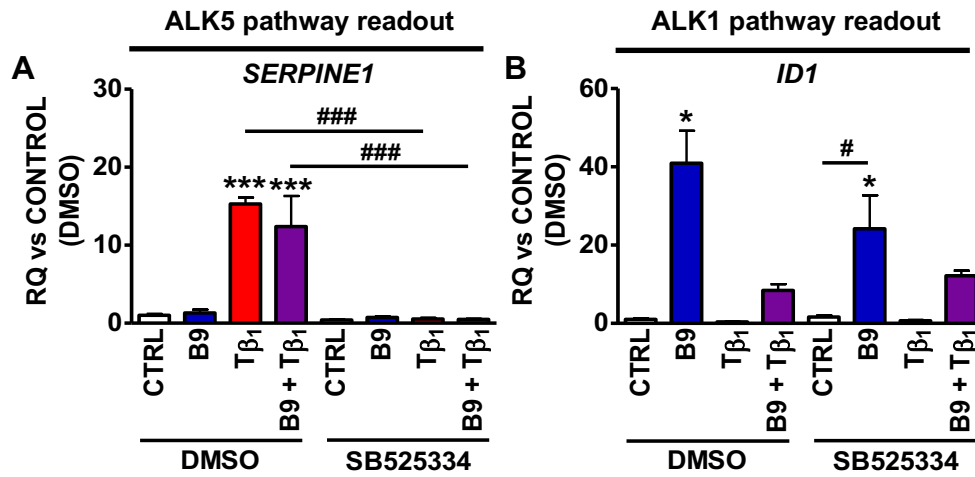 ALK5 pathway readout
A
SERPINE1
RQ vs CONTROL
(DMSO)
30
20
10
0
###
###
***
***
CTRL
B9
Tβ1
B9 + Tβ1
CTRL
B9
Tβ1
B9 + Tβ1
DMSO
SB525334
ALK1 pathway readout
B
ID1
RQ vs CONTROL
(DMSO)
60
40
20
0
*
#
*
CTRL
B9
Tβ1
B9 + Tβ1
CTRL
B9
Tβ1
B9 + Tβ1
DMSO
SB525334